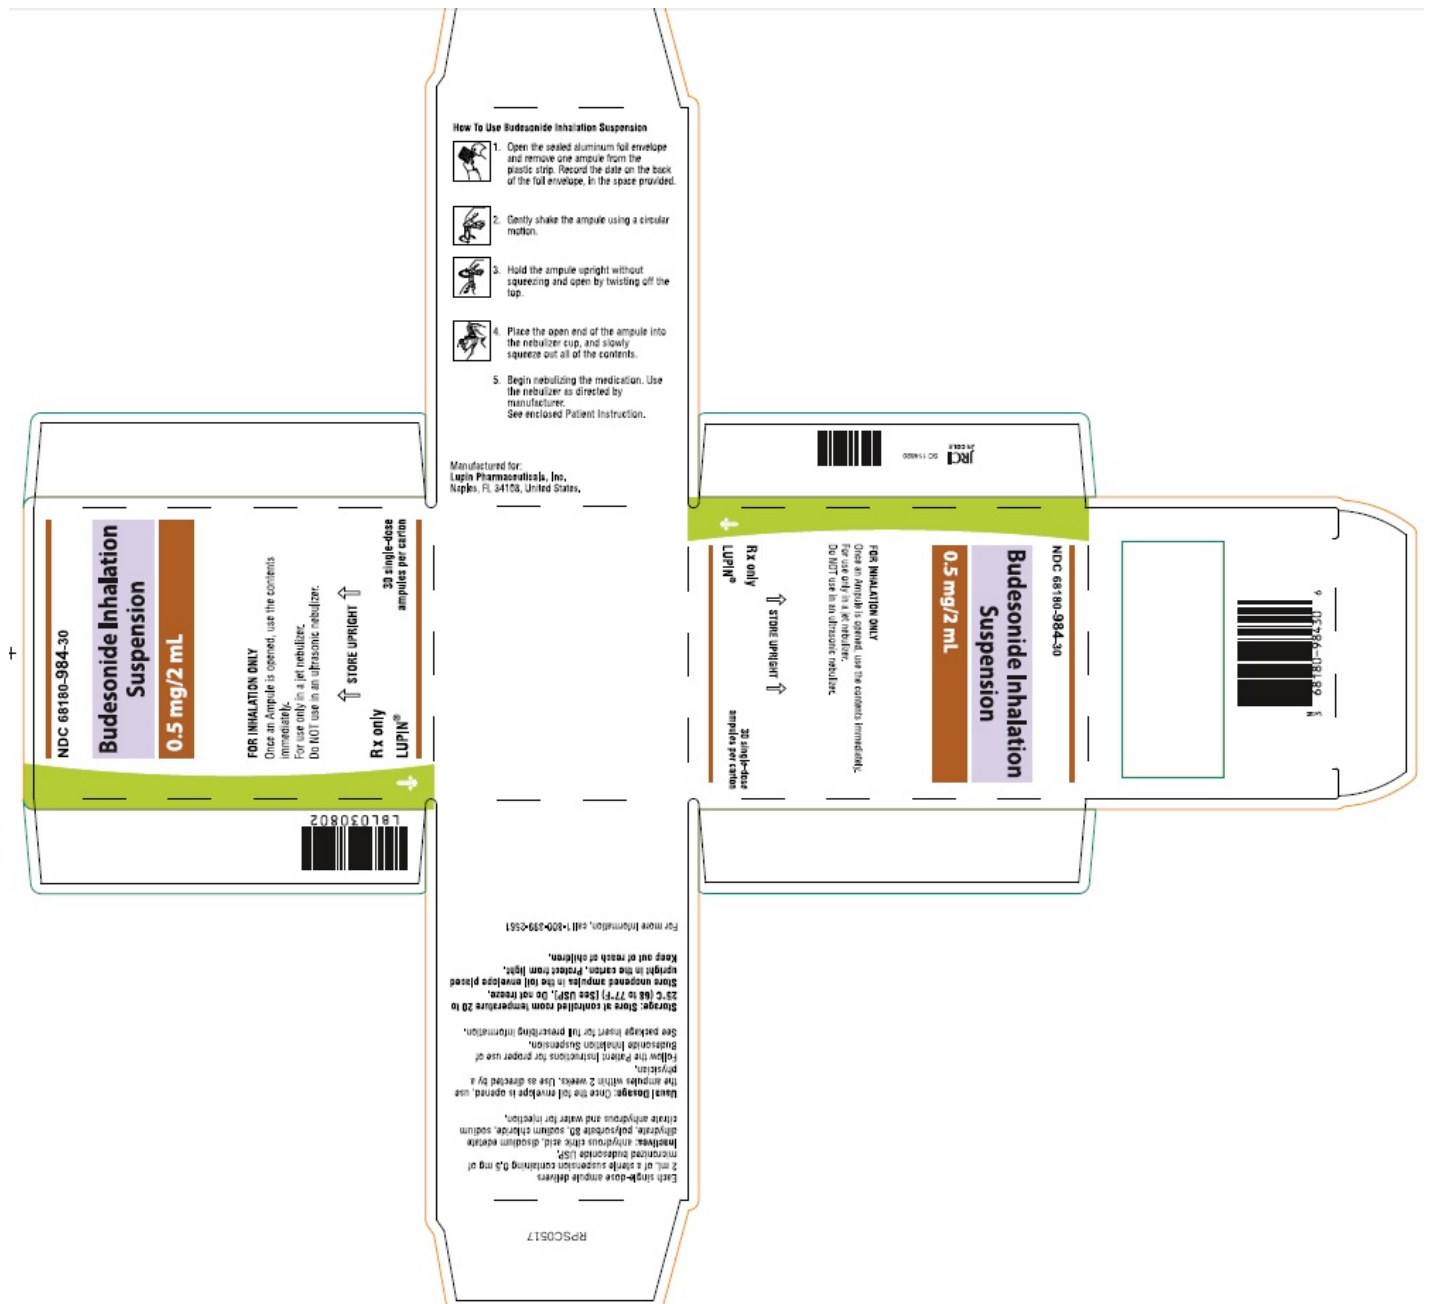 How To Use Budesonide Inhalation Suspension
1. Open the sealed aluminum foil envelope
and remove one ampule from the
plastic strip. Record the date on the back
of the foil envelope, in the space provided.
2. Gently shake the ampule using a circular
motion.
3. Hold the ampule upright without
squeezing and open by twisting off the
top.
4. Place the open end of the ampule into
the nebulizer cup, and slowly
squeeze out all of the contents.
5. Begin nebulizing the medication. Use
the nebulizer as directed by
manufacturer.
See enclosed Patient Instruction.
Manufactured for:
Lupin Pharmaceuticals, Inc.
Naples, FL 34108, United States.
NDC 68180-984-30
Budesonide Inhalation
Suspension
0.5 mg/2 mL
FOR INHALATION ONLY
Once an Ampule is opened, use the contents
immediately.
For use only in a jet nebulizer.
Do NOT use in an ultrasonic nebulizer.
STORE UPRIGHT
Rx only
LUPIN®
30 single-dose
ampules per carton
LBL030802
JRCI
SC 114620
NDC 68180-984-30
Budesonide Inhalation
Suspension
0.5 mg/2 mL
FOR INHALATION ONLY
Once an Ampule is opened, use the contents immediately.
For use only in a jet nebulizer.
Do NOT use in an ultrasonic nebulizer.
STORE UPRIGHT
Rx only
LUPIN®
30 single-dose
ampules per carton
N
3 68180-98430 9
Each single-dose ampule delivers
2 mL of a sterile suspension containing 0.5 mg of
micronized budesonide USP.
Inactives: anhydrous citric acid, disodium edetate
dihydrate, polysorbate 80, sodium chloride, sodium
citrate anhydrous and water for injection.
Usual Dosage: Once the foil envelope is opened, use
the ampules within 2 weeks. Use as directed by a
physician.
Follow the Patient Instructions for proper use of
Budesonide Inhalation Suspension.
See package insert for full prescribing information.
Storage: Store at controlled room temperature 20 to
25°C (68 to 77°F) [See USP]. Do not freeze.
Store unopened ampules in the foil envelope placed
upright in the carton. Protect from light.
Keep out of reach of children.
For more information, call 1-800-399-2561
RPSC0517